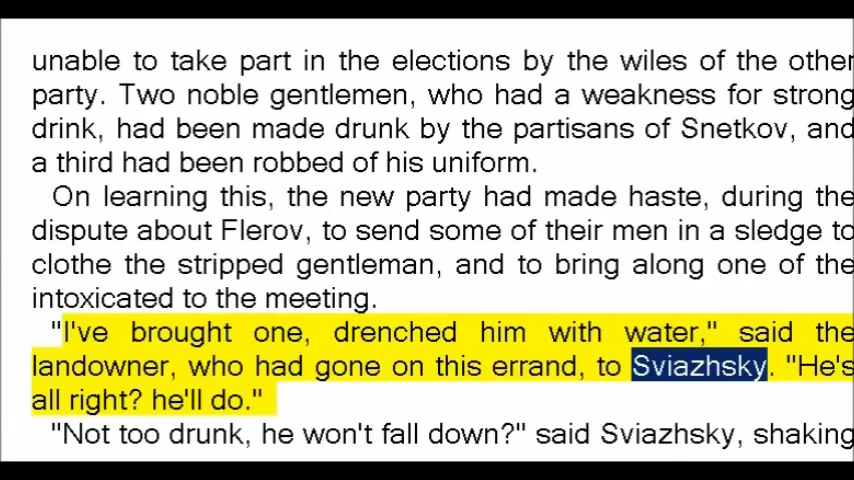 unable to take part in the elections by the wiles of the other
party. Two noble gentlemen, who had a weakness for strong
drink, had been made drunk by the partisans of Snetkov, and
a third had been robbed of his uniform.
On learning this, the new party had made haste, during the
dispute about Flerov, to send some of their men in a sledge to
clothe the stripped gentleman, and to bring along one of the
intoxicated to the meeting.
"I've brought one, drenched him with water," said the
landowner, who had gone on this errand, to Sviazhsky. "He's
all right? he'll do."
"Not too drunk, he won't fall down?" said Sviazhsky, shaking